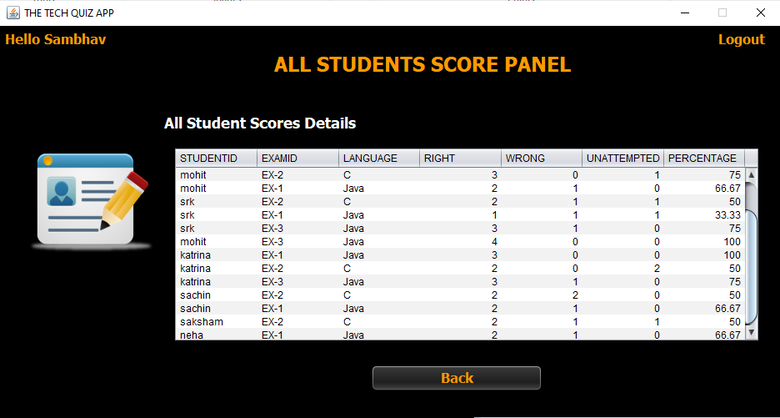 THE TECH QUIZ APP
Hello Sambhav Logout
ALL STUDENTS SCORE PANEL
All Student Scores Details
STUDENTID EXAMID LANGUAGE RIGHT WRONG UNATTEMPTED PERCENTAGE
mohit EX-2 C 3 0 1 75
mohit EX-1 Java 2 1 0 66.67
srk EX-2 C 2 1 1 50
srk EX-1 Java 1 1 1 33.33
srk EX-3 Java 3 1 0 75
mohit EX-3 Java 4 0 0 100
katrina EX-1 Java 3 0 0 100
katrina EX-2 C 2 0 2 50
katrina EX-3 Java 3 1 0 75
sachin EX-2 C 2 2 0 50
sachin EX-1 Java 2 1 0 66.67
saksham EX-2 C 2 1 1 50
neha EX-1 Java 2 1 0 66.67
Back